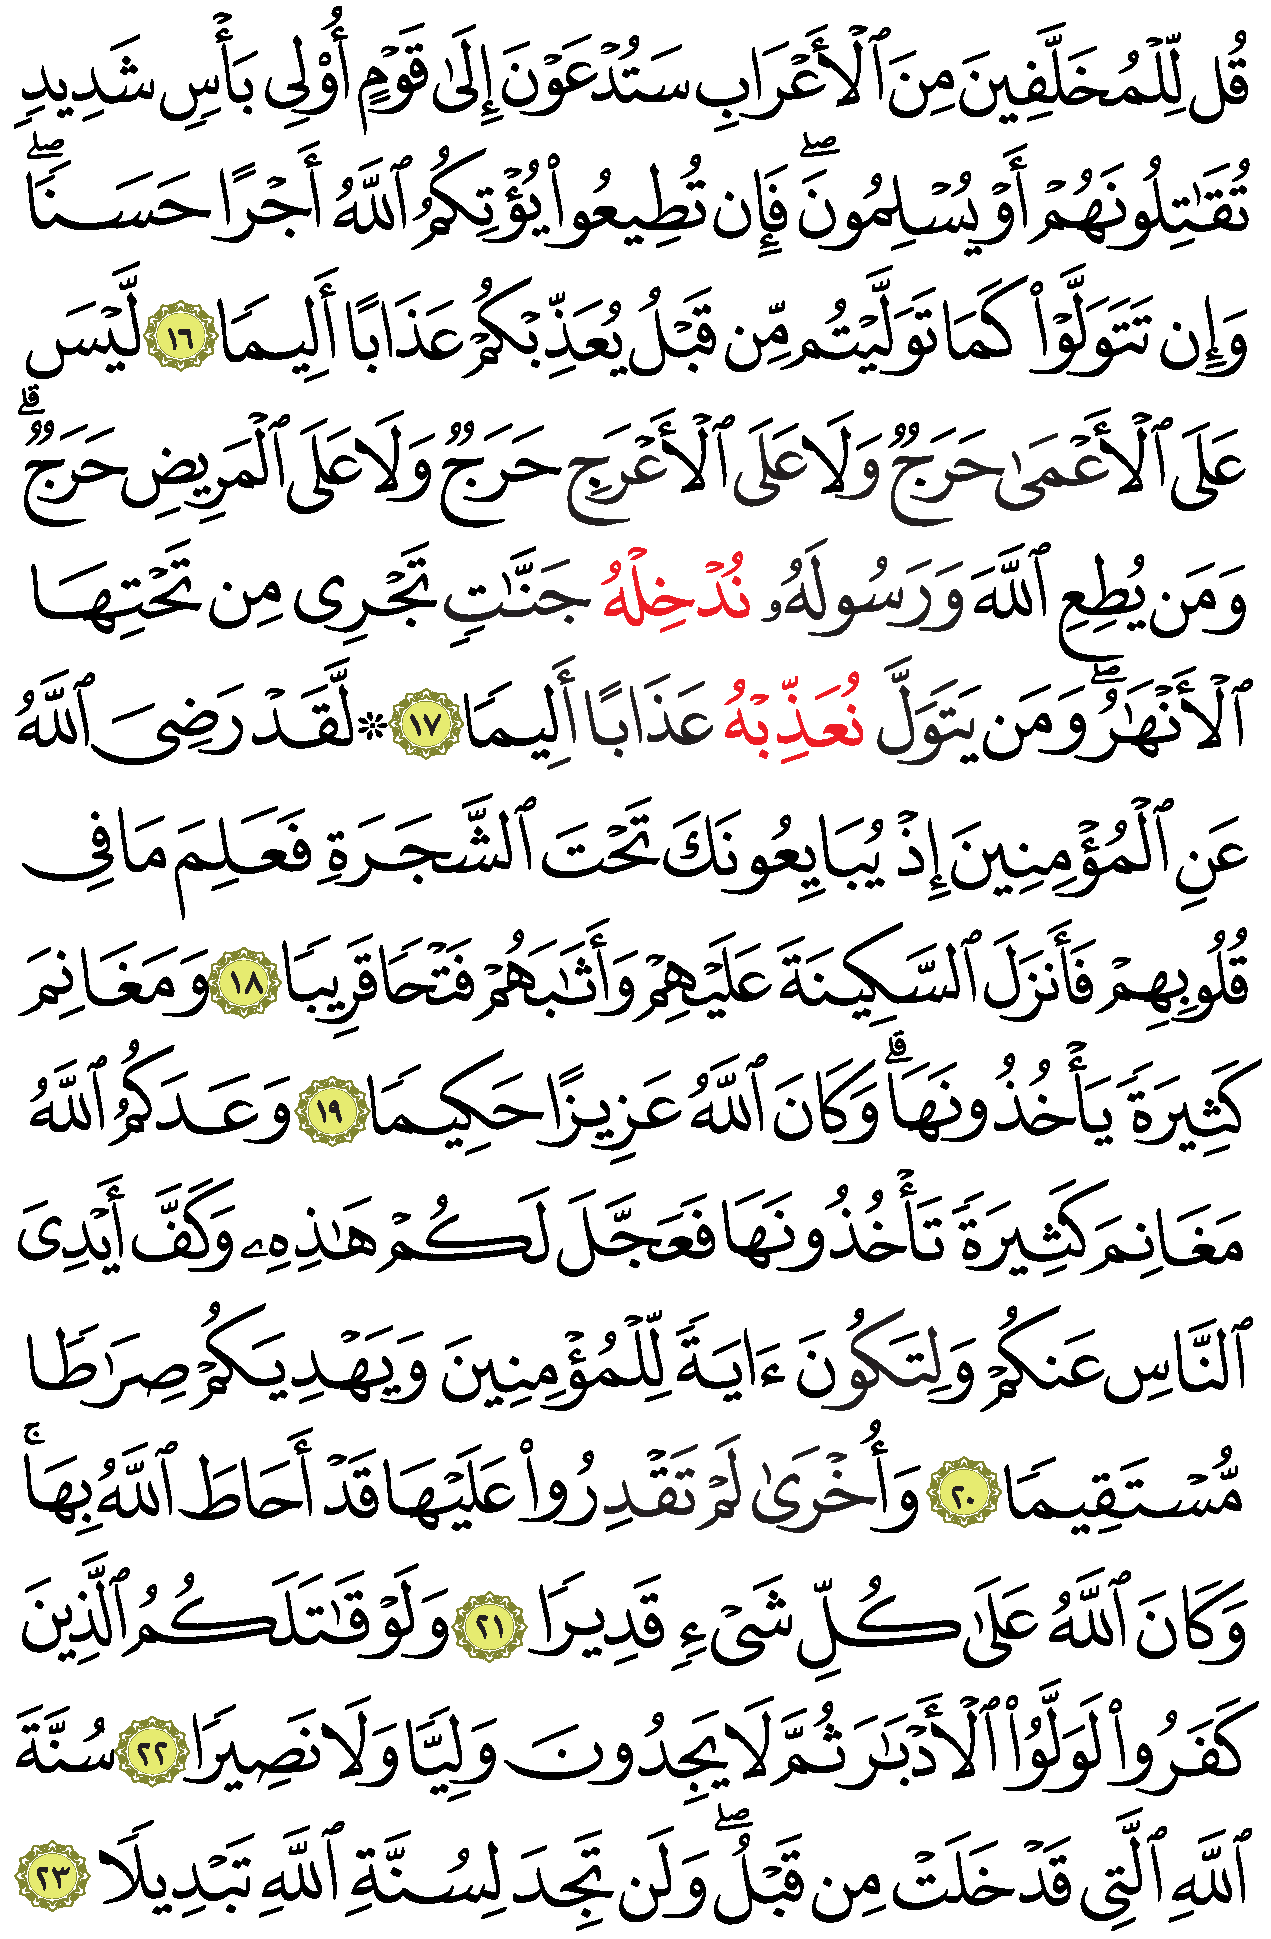 قُل لِّلْمُخَلَّفِينَ مِنَ ٱلْأَعْرَابِ سَتُدْعَوْنَ إِلَىٰ قَوْمٍ أُوْلِي بَأْسٍ شَدِيدٍ
تُقَٰتِلُونَهُمْ أَوْ يُسْلِمُونَۖ فَإِن تُطِيعُواْ يُؤْتِكُمُ ٱللَّهُ أَجْرًا حَسَنًاۖ
وَإِن تَتَوَلَّوْاْ كَمَا تَوَلَّيْتُم مِّن قَبْلُ يُعَذِّبْكُمْ عَذَابًا أَلِيمًا ١٦ لَّيْسَ
عَلَى ٱلْأَعْمَىٰ حَرَجٌ وَلَا عَلَى ٱلْأَعْرَجِ حَرَجٌ وَلَا عَلَى ٱلْمَرِيضِ حَرَجٌۗ
وَمَن يُطِعِ ٱللَّهَ وَرَسُولَهُۥ نُدْخِلْهُ جَنَّٰتٍ تَجْرِي مِن تَحْتِهَا
ٱلْأَنْهَٰرُۖ وَمَن يَتَوَلَّ نُعَذِّبْهُ عَذَابًا أَلِيمًا ١٧ ۞ لَّقَدْ رَضِيَ ٱللَّهُ
عَنِ ٱلْمُؤْمِنِينَ إِذْ يُبَايِعُونَكَ تَحْتَ ٱلشَّجَرَةِ فَعَلِمَ مَا فِي
قُلُوبِهِمْ فَأَنزَلَ ٱلسَّكِينَةَ عَلَيْهِمْ وَأَثَٰبَهُمْ فَتْحًا قَرِيبًا ١٨ وَمَغَانِمَ
كَثِيرَةً يَأْخُذُونَهَاۗ وَكَانَ ٱللَّهُ عَزِيزًا حَكِيمًا ١٩ وَعَدَكُمُ ٱللَّهُ
مَغَانِمَ كَثِيرَةً تَأْخُذُونَهَا فَعَجَّلَ لَكُمْ هَٰذِهِۦ وَكَفَّ أَيْدِيَ
ٱلنَّاسِ عَنكُمْ وَلِتَكُونَ ءَايَةً لِّلْمُؤْمِنِينَ وَيَهْدِيَكُمْ صِرَٰطًا
مُّسْتَقِيمًا ٢٠ وَأُخْرَىٰ لَمْ تَقْدِرُواْ عَلَيْهَا قَدْ أَحَاطَ ٱللَّهُ بِهَاۚ
وَكَانَ ٱللَّهُ عَلَىٰ كُلِّ شَيْءٍ قَدِيرًا ٢١ وَلَوْ قَٰتَلَكُمُ ٱلَّذِينَ
كَفَرُواْ لَوَلَّوُاْ ٱلْأَدْبَٰرَ ثُمَّ لَا يَجِدُونَ وَلِيًّا وَلَا نَصِيرًا ٢٢ سُنَّةَ
ٱللَّهِ ٱلَّتِي قَدْ خَلَتْ مِن قَبْلُۖ وَلَن تَجِدَ لِسُنَّةِ ٱللَّهِ تَبْدِيلًا ٢٣